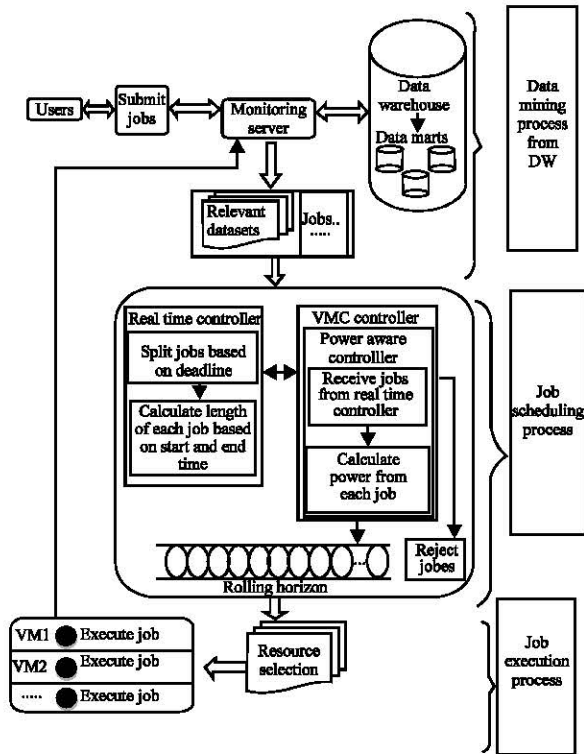 Users
Submit
jobs
Monitoring
server
Data
warehouse
Data marts
Data
mining
process
from
DW
Relevant
datasets
Jobs..
.....
Real time controller
Split jobs based
on deadline
Calculate length
of each job based
on start and end
time
VMC controller
Power aware
controlller
Receive jobs
from real time
controller
Calculate
power from
each job
Job
scheduling
process
...
Reject
jobes
Rolling horizon
VM1
Execute job
VM2
Execute job
.....
Execute job
Resource
selection
Job
execution
process